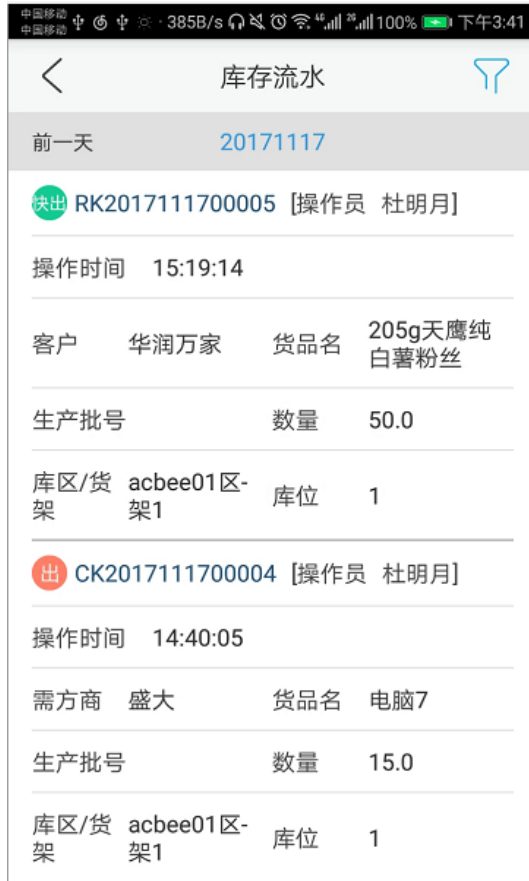 中国移动
中国移动
385B/s 4G 2G 100% 下午3:41
库存流水
前一天 20171117
快出 RK2017111700005 [操作员 杜明月]
操作时间 15:19:14
客户 华润万家 货品名 205g天鹰纯
白薯粉丝
生产批号 数量 50.0
库区/货 acbee01区-
架 架1 库位 1
出 CK2017111700004 [操作员 杜明月]
操作时间 14:40:05
需方商 盛大 货品名 电脑7
生产批号 数量 15.0
库区/货 acbee01区-
架 架1 库位 1